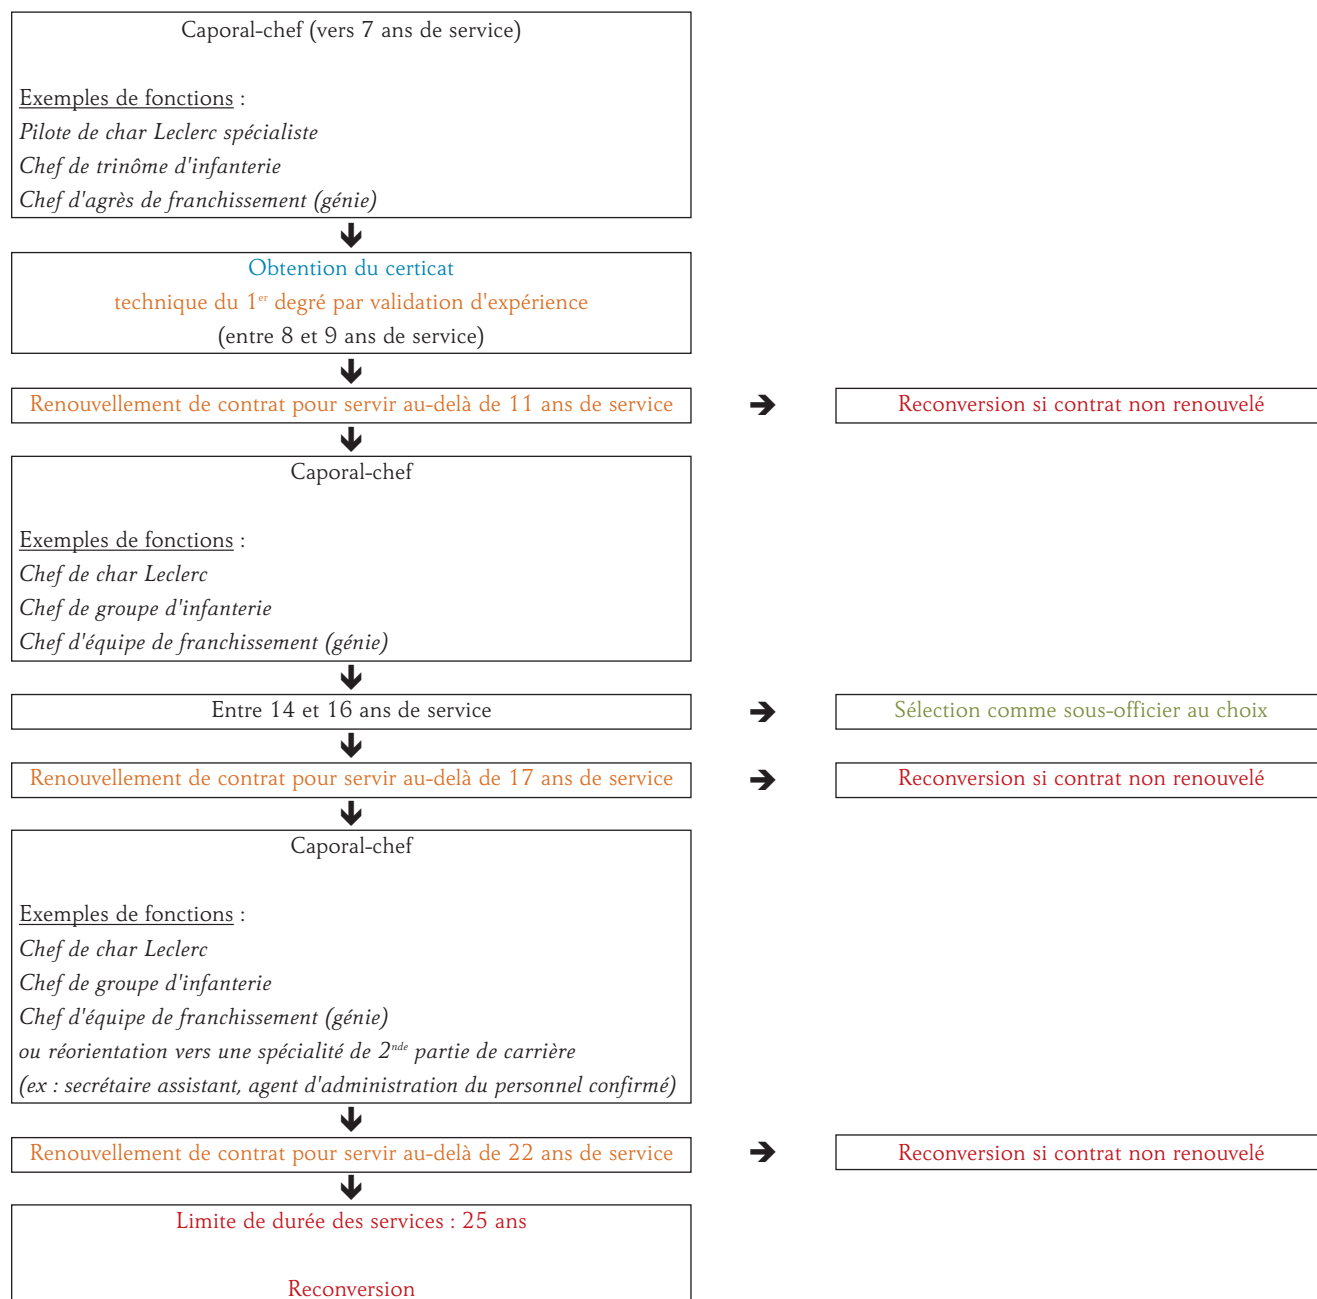 Caporal-chef (vers 7 ans de service)
Exemples de fonctions :
Pilote de char Leclerc spécialiste
Chef de trinôme d'infanterie
Chef d'agrès de franchissement (génie)
Obtention du certicat
technique du 1er degré par validation d'expérience
(entre 8 et 9 ans de service)
Renouvellement de contrat pour servir au-delà de 11 ans de service
Reconversion si contrat non renouvelé
Caporal-chef
Exemples de fonctions :
Chef de char Leclerc
Chef de groupe d'infanterie
Chef d'équipe de franchissement (génie)
Entre 14 et 16 ans de service
Sélection comme sous-officier au choix
Renouvellement de contrat pour servir au-delà de 17 ans de service
Reconversion si contrat non renouvelé
Caporal-chef
Exemples de fonctions :
Chef de char Leclerc
Chef de groupe d'infanterie
Chef d'équipe de franchissement (génie)
ou réorientation vers une spécialité de 2nde partie de carrière
(ex : secrétaire assistant, agent d'administration du personnel confirmé)
Renouvellement de contrat pour servir au-delà de 22 ans de service
Reconversion si contrat non renouvelé
Limite de durée des services : 25 ans
Reconversion